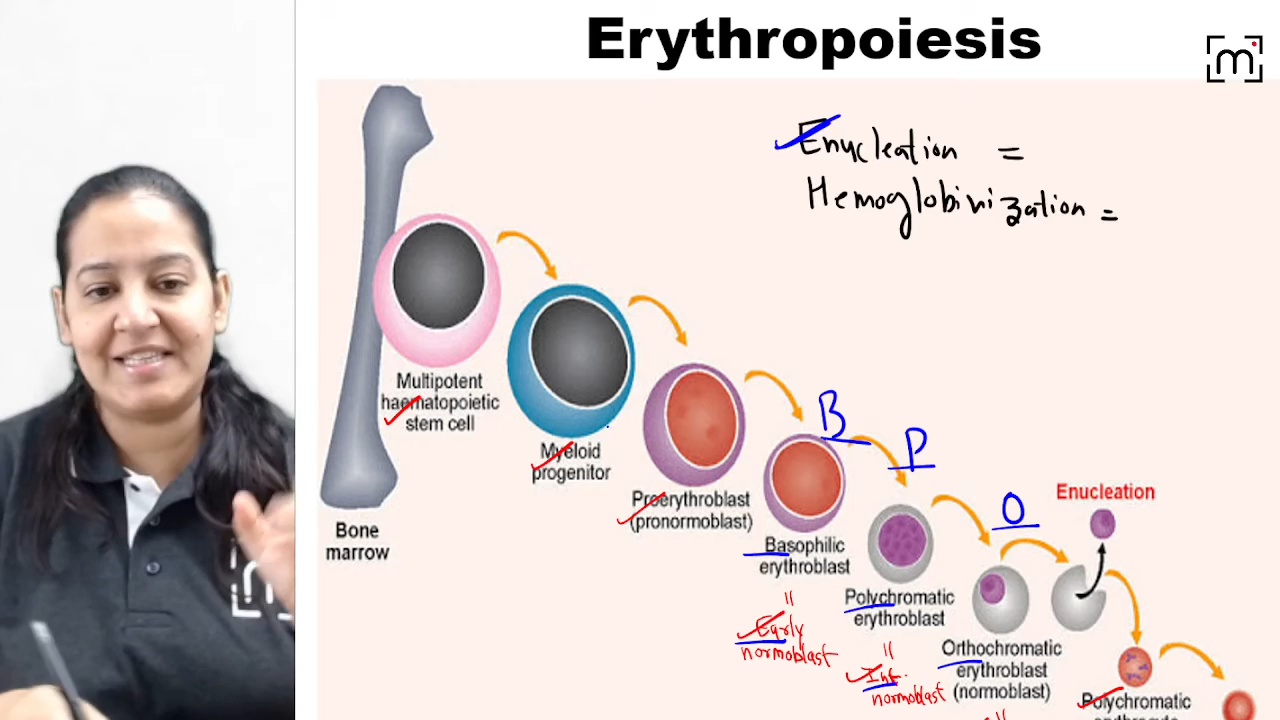 Erythropoiesis
m
Enucleation =
Hemoglobinization =
Multipotent
haematopoietic
stem cell
Myeloid
progenitor
Proerythroblast
(pronormoblast)
B
P
O
Enucleation
Bone
marrow
Basophilic
erythroblast
Polychromatic
erythroblast
Orthochromatic
erythroblast
(normoblast)
Polychromatic
"
Early
normoblast
"
Int.
normoblast
"
m